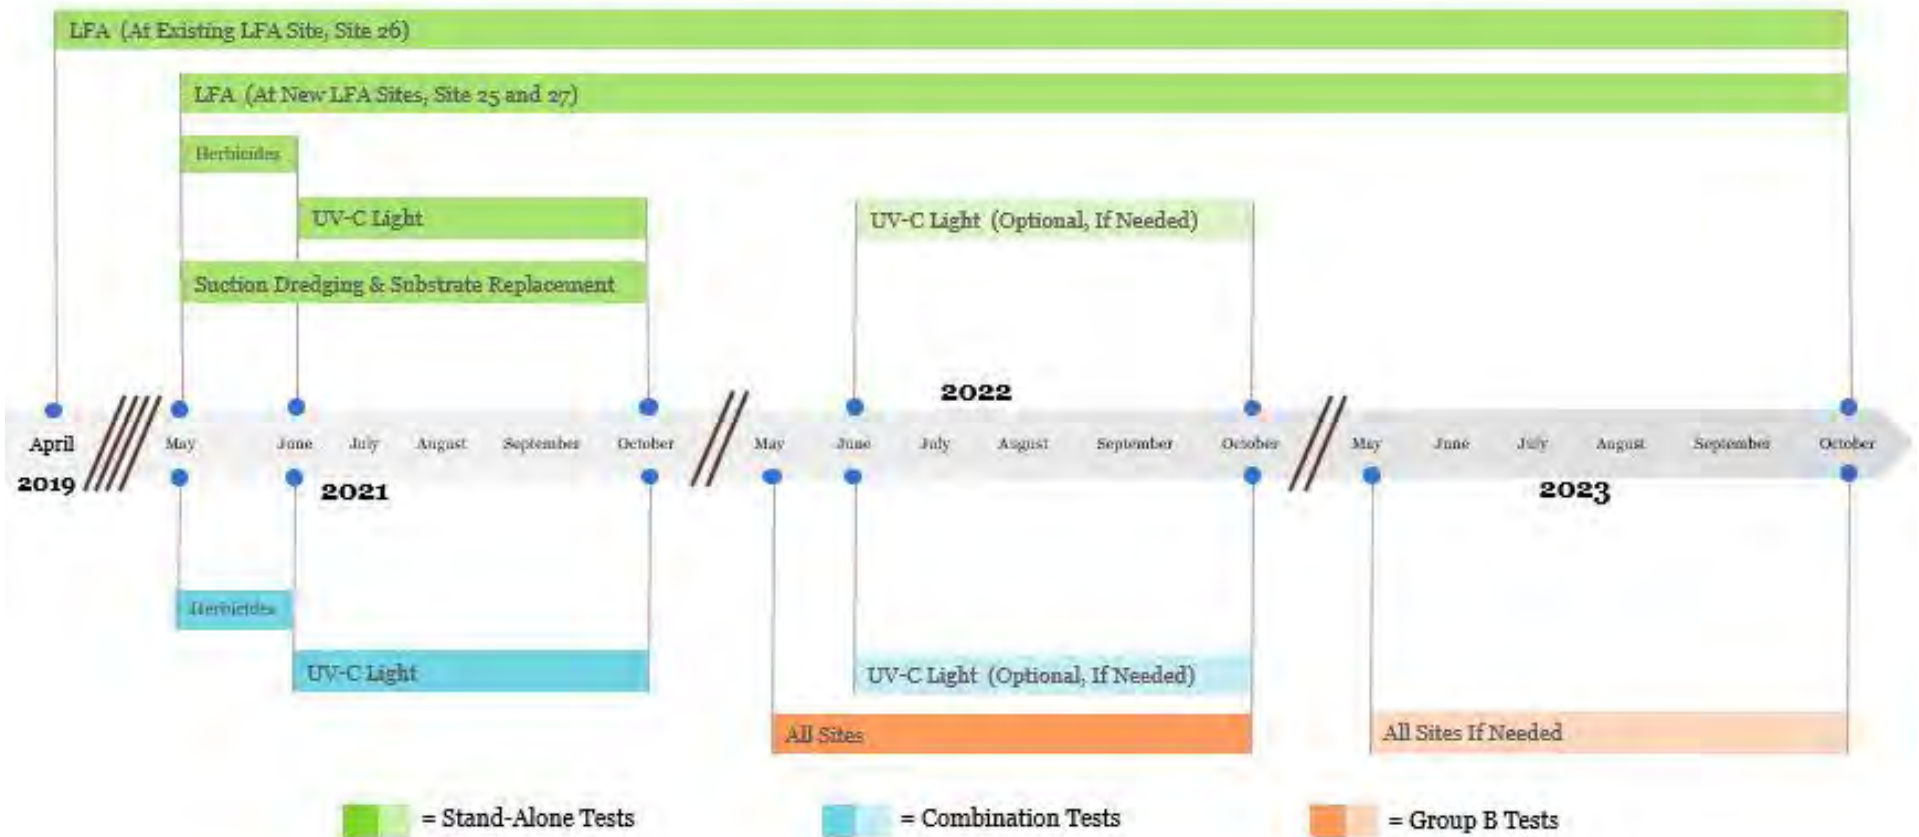 LFA (At Existing LFA Site, Site 26)
LFA (At New LFA Sites, Site 25 and 27)
Herbicides
UV-C Light
UV-C Light (Optional, If Needed)
Suction Dredging & Substrate Replacement
2022
April
May
June
July
August
September
October
May
June
July
August
September
October
May
June
July
August
September
October
2019
2021
2023
Herbicides
UV-C Light
UV-C Light (Optional, If Needed)
All Sites
All Sites If Needed
= Stand-Alone Tests
= Combination Tests
= Group B Tests